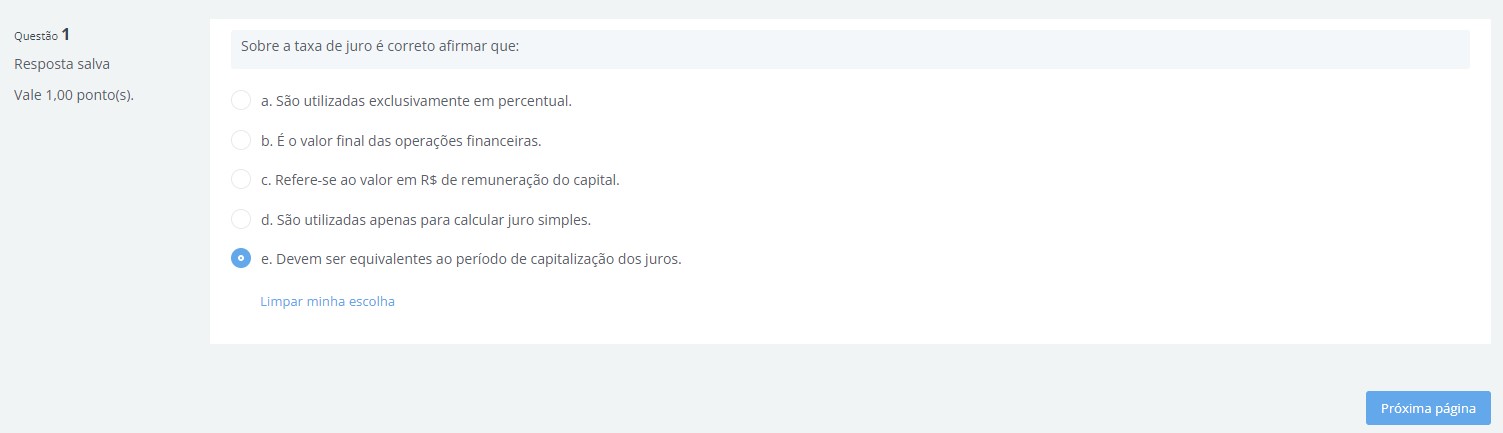 Questão 1
Resposta salva
Vale 1,00 ponto(s).
Sobre a taxa de juro é correto afirmar que:
a. São utilizadas exclusivamente em percentual.
b. É o valor final das operações financeiras.
c. Refere-se ao valor em R$ de remuneração do capital.
d. São utilizadas apenas para calcular juro simples.
e. Devem ser equivalentes ao período de capitalização dos juros.
Limpar minha escolha
Próxima página